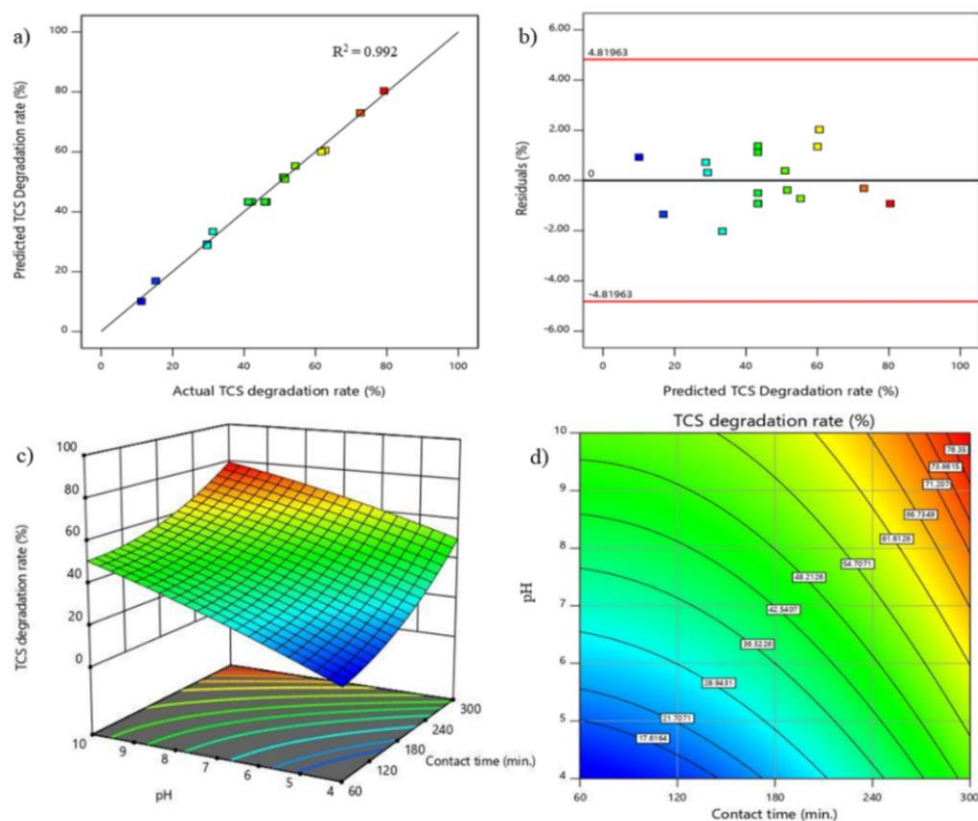 a)
R² = 0.992
100
80
60
40
20
0
Predicted TCS Degradation rate (%)
0 20 40 60 80 100
Actual TCS degradation rate (%)
b)
6.00
4.81963
4.00
2.00
0
0.00
-2.00
-4.00
-4.81963
-6.00
Residuals (%)
0 20 40 60 80 100
Predicted TCS Degradation rate (%)
c)
100
80
60
40
20
0
TCS degradation rate (%)
10 9 8 7 6 5 4
pH
60 120 180 240 300
Contact time (min.)
TCS degradation rate (%)
d)
10
9
8
7
6
5
4
pH
78.35
73.8615
71.207
66.7349
61.6128
54.7071
48.2128
42.5497
36.5228
28.9431
21.7071
17.6164
60 120 180 240 300
Contact time (min.)